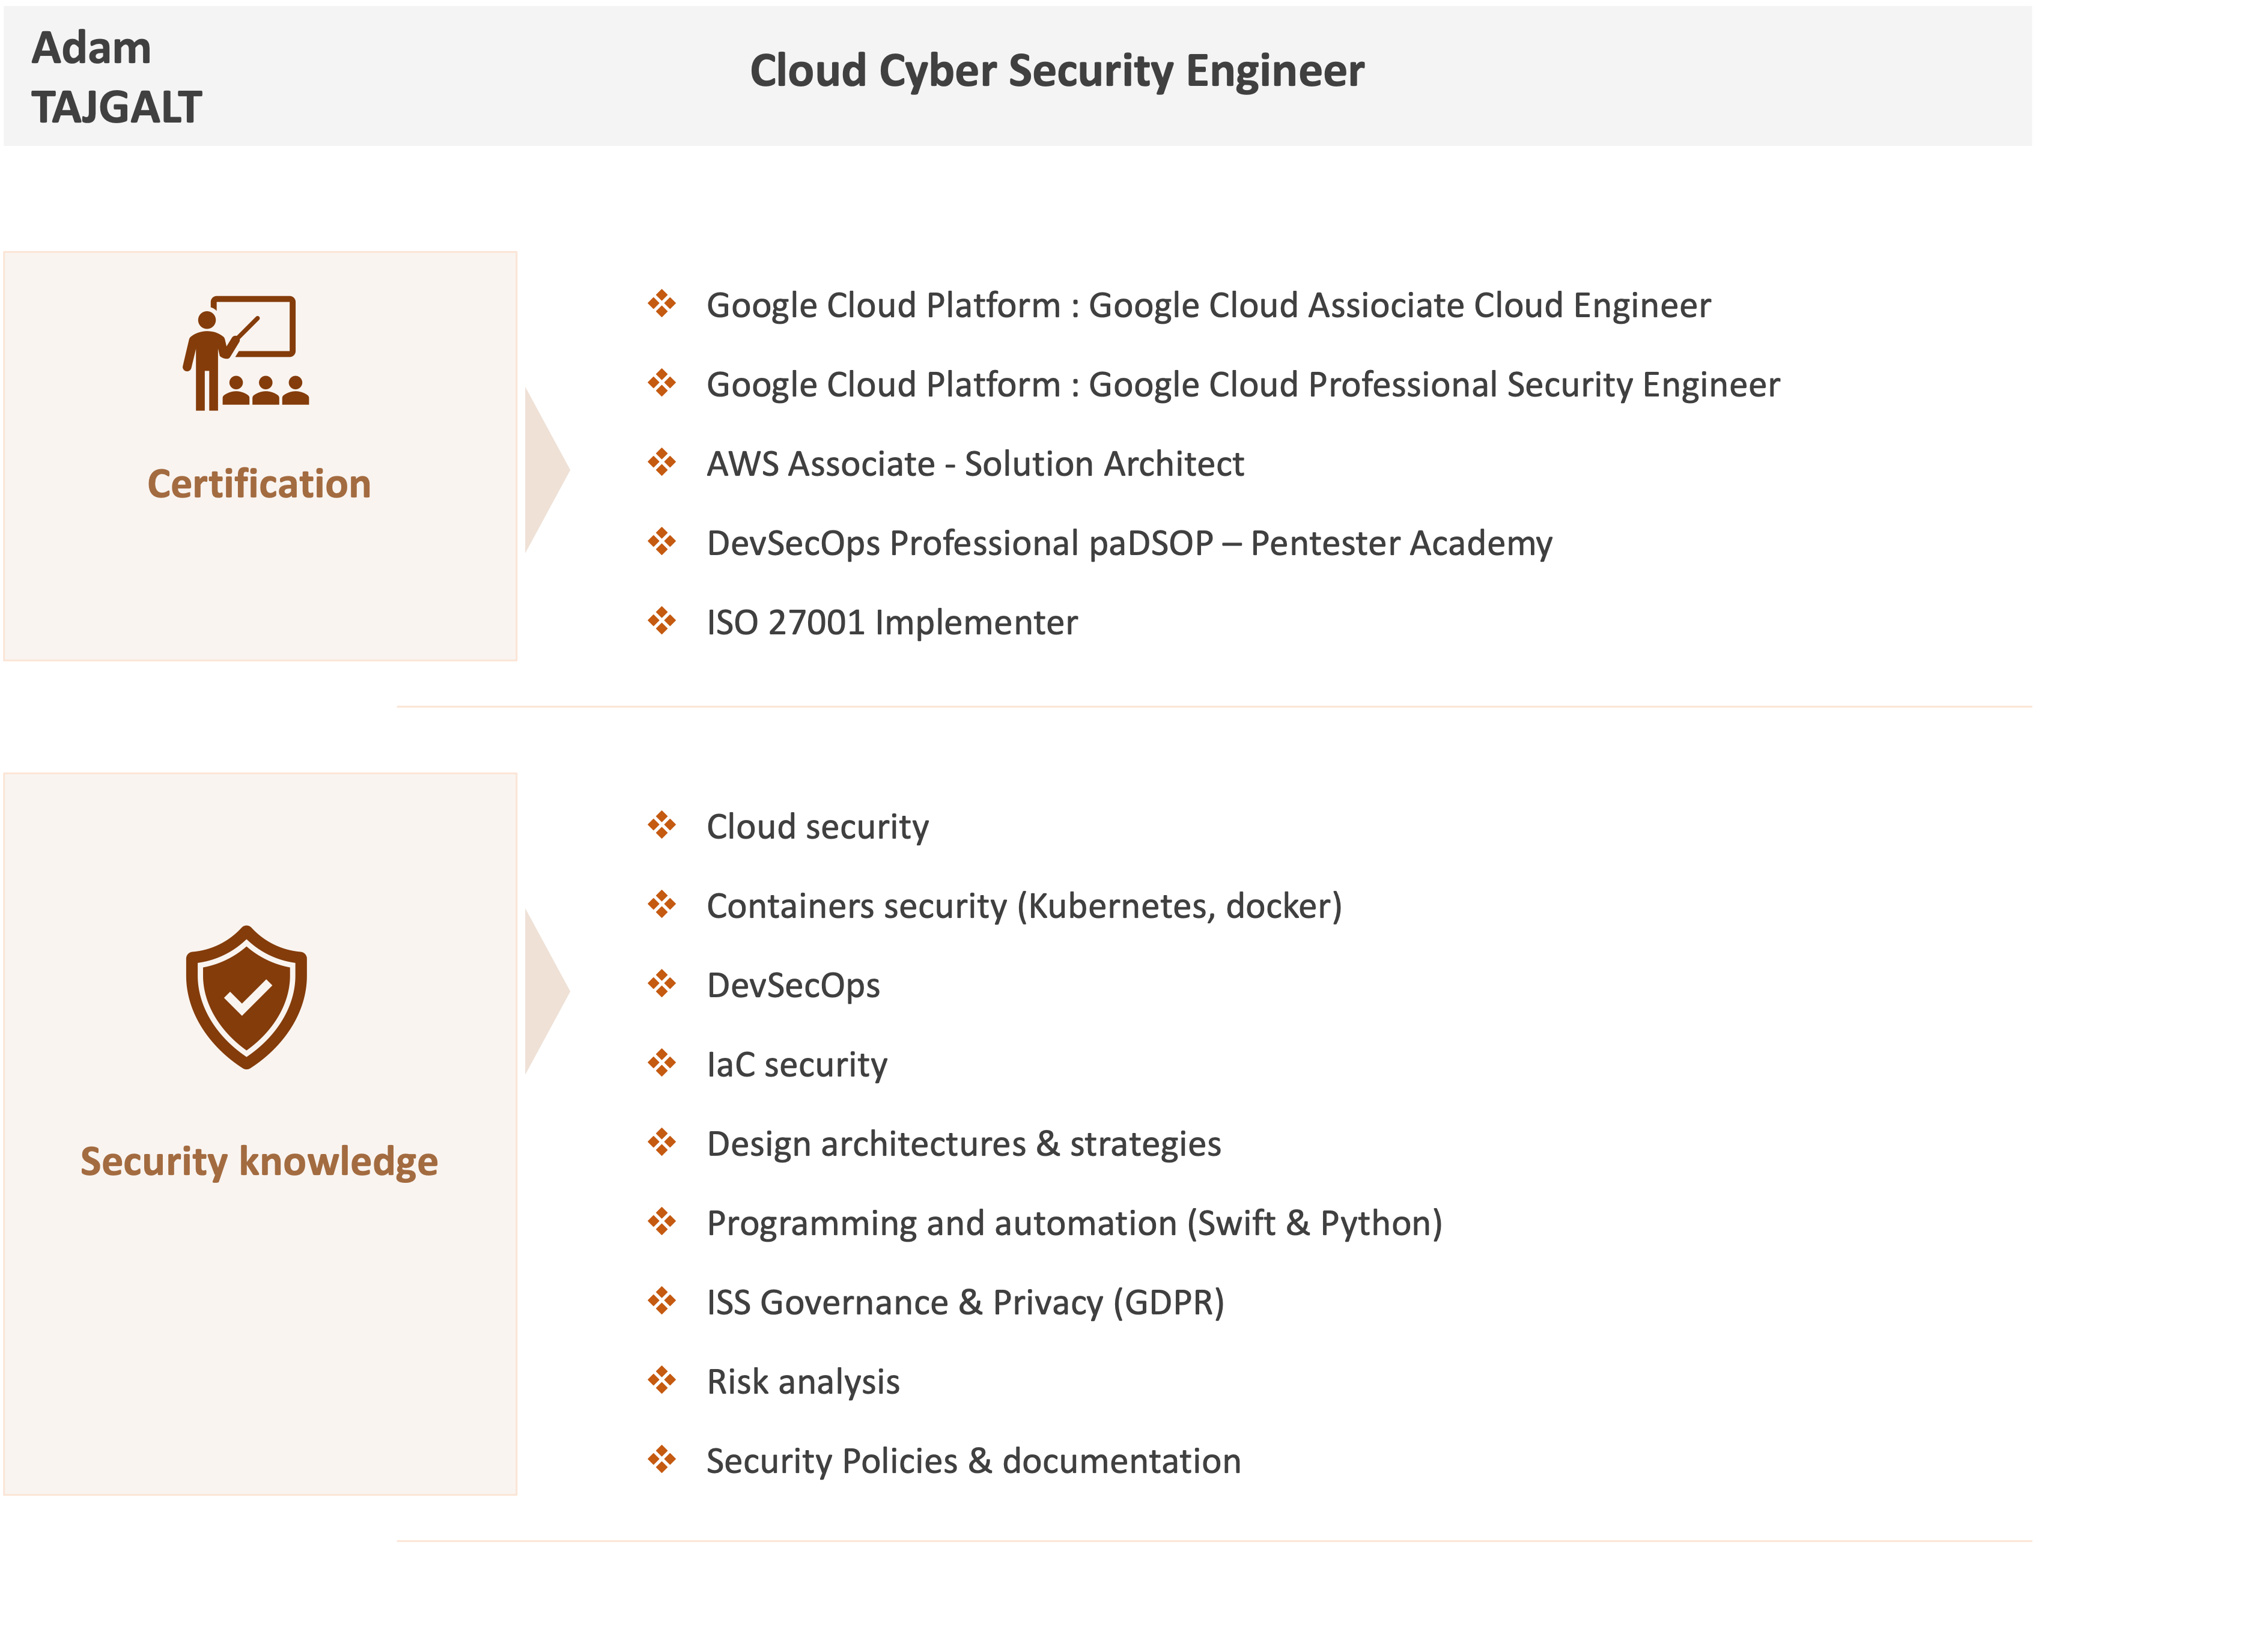 Adam
TAJGALT
Cloud Cyber Security Engineer
Certification
Google Cloud Platform : Google Cloud Assiociate Cloud Engineer
Google Cloud Platform : Google Cloud Professional Security Engineer
AWS Associate - Solution Architect
DevSecOps Professional paDSOP – Pentester Academy
ISO 27001 Implementer
Security knowledge
Cloud security
Containers security (Kubernetes, docker)
DevSecOps
IaC security
Design architectures & strategies
Programming and automation (Swift & Python)
ISS Governance & Privacy (GDPR)
Risk analysis
Security Policies & documentation